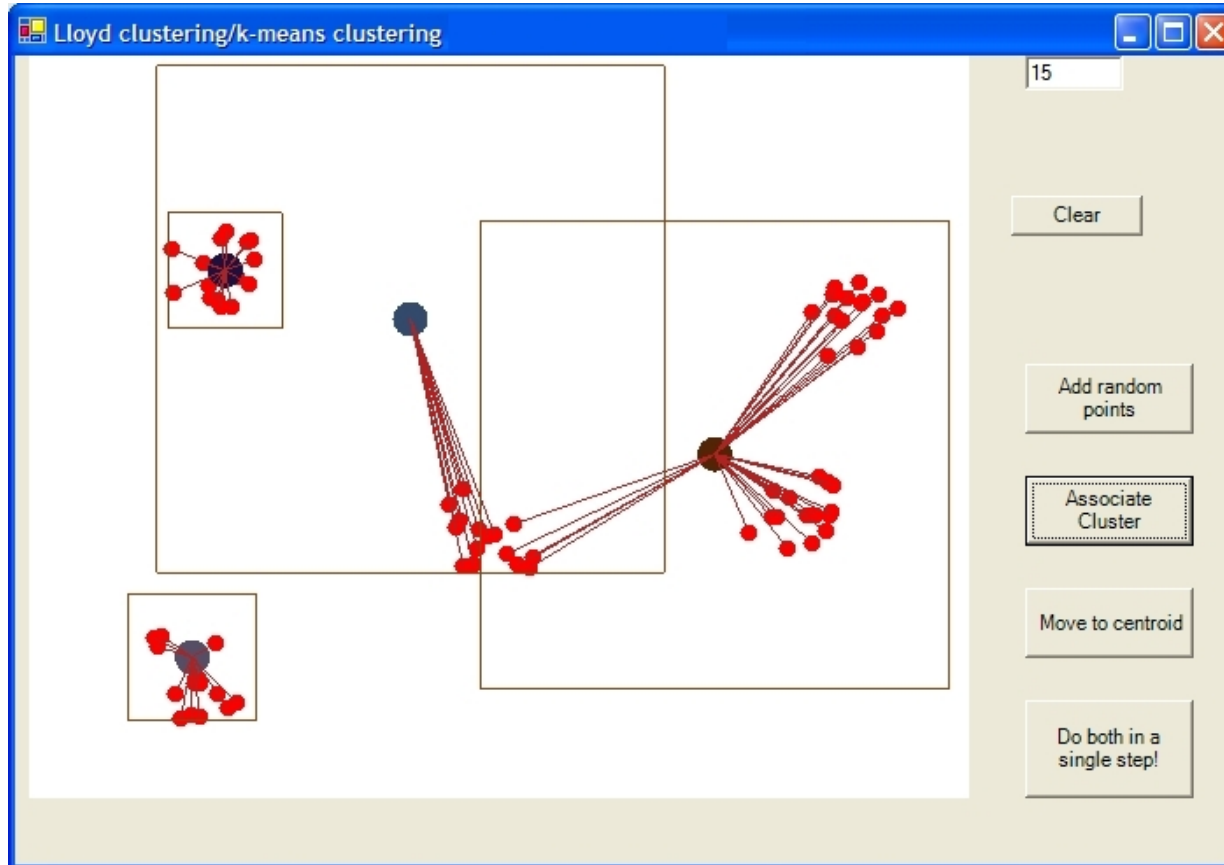 Lloyd clustering/k-means clustering
15
Clear
Add random
points
Associate
Cluster
Move to centroid
Do both in a
single step!